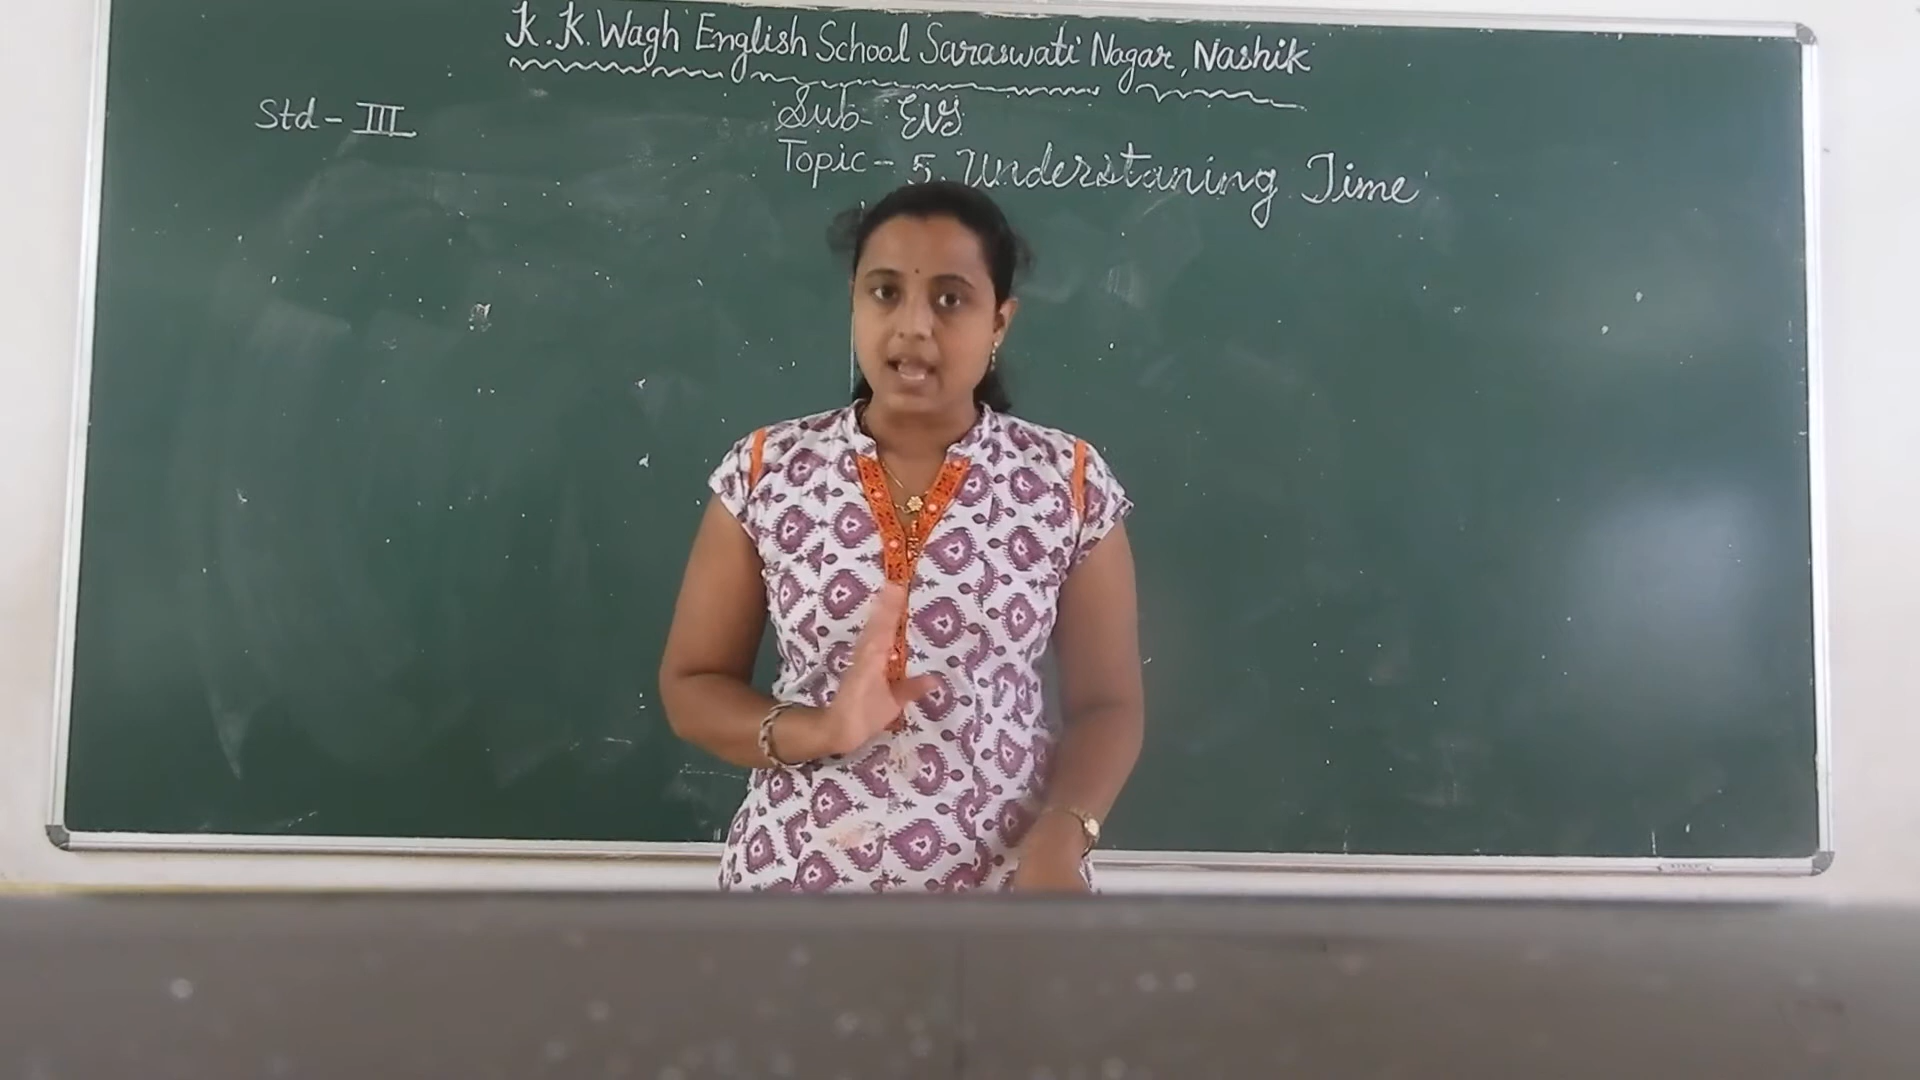 K. K. Wagh English School Saraswati Nagar, Nashik
Std - III
Sub - EVS
Topic - 5. Understaning Time